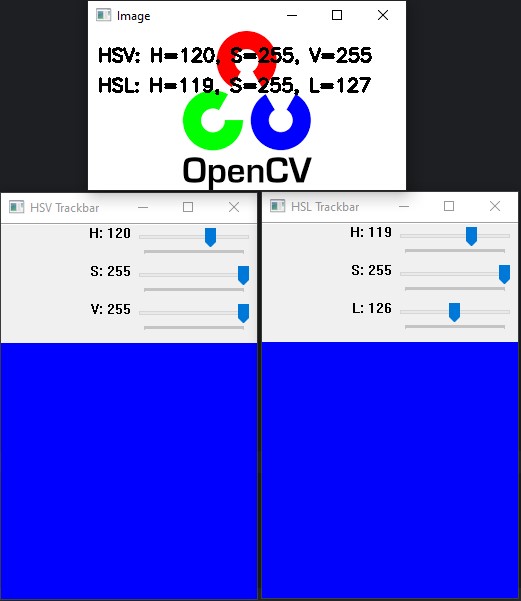 Image
HSV: H=120, S=255, V=255
HSL: H=119, S=255, L=127
OpenCV
HSV Trackbar
H: 120
S: 255
V: 255
HSL Trackbar
H: 119
S: 255
L: 126